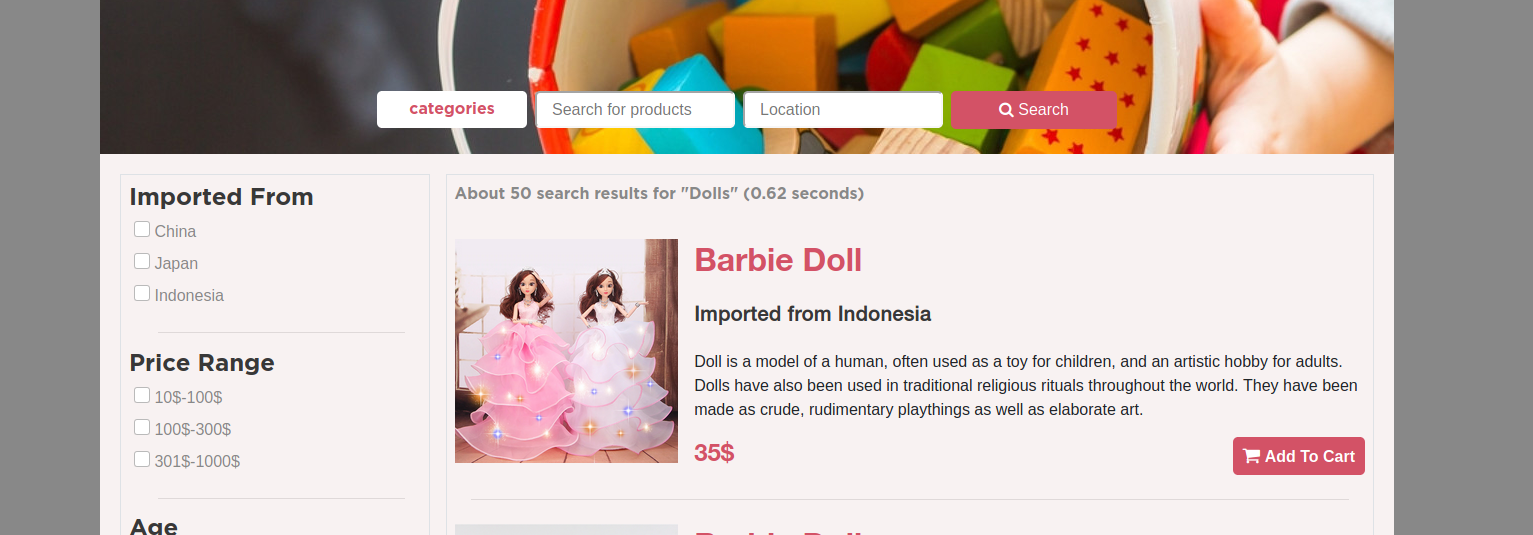 categories
Search for products
Location
Search
Imported From
China
Japan
Indonesia
Price Range
10$-100$
100$-300$
301$-1000$
Age
About 50 search results for "Dolls" (0.62 seconds)
Barbie Doll
Imported from Indonesia
Doll is a model of a human, often used as a toy for children, and an artistic hobby for adults.
Dolls have also been used in traditional religious rituals throughout the world. They have been
made as crude, rudimentary playthings as well as elaborate art.
35$
Add To Cart